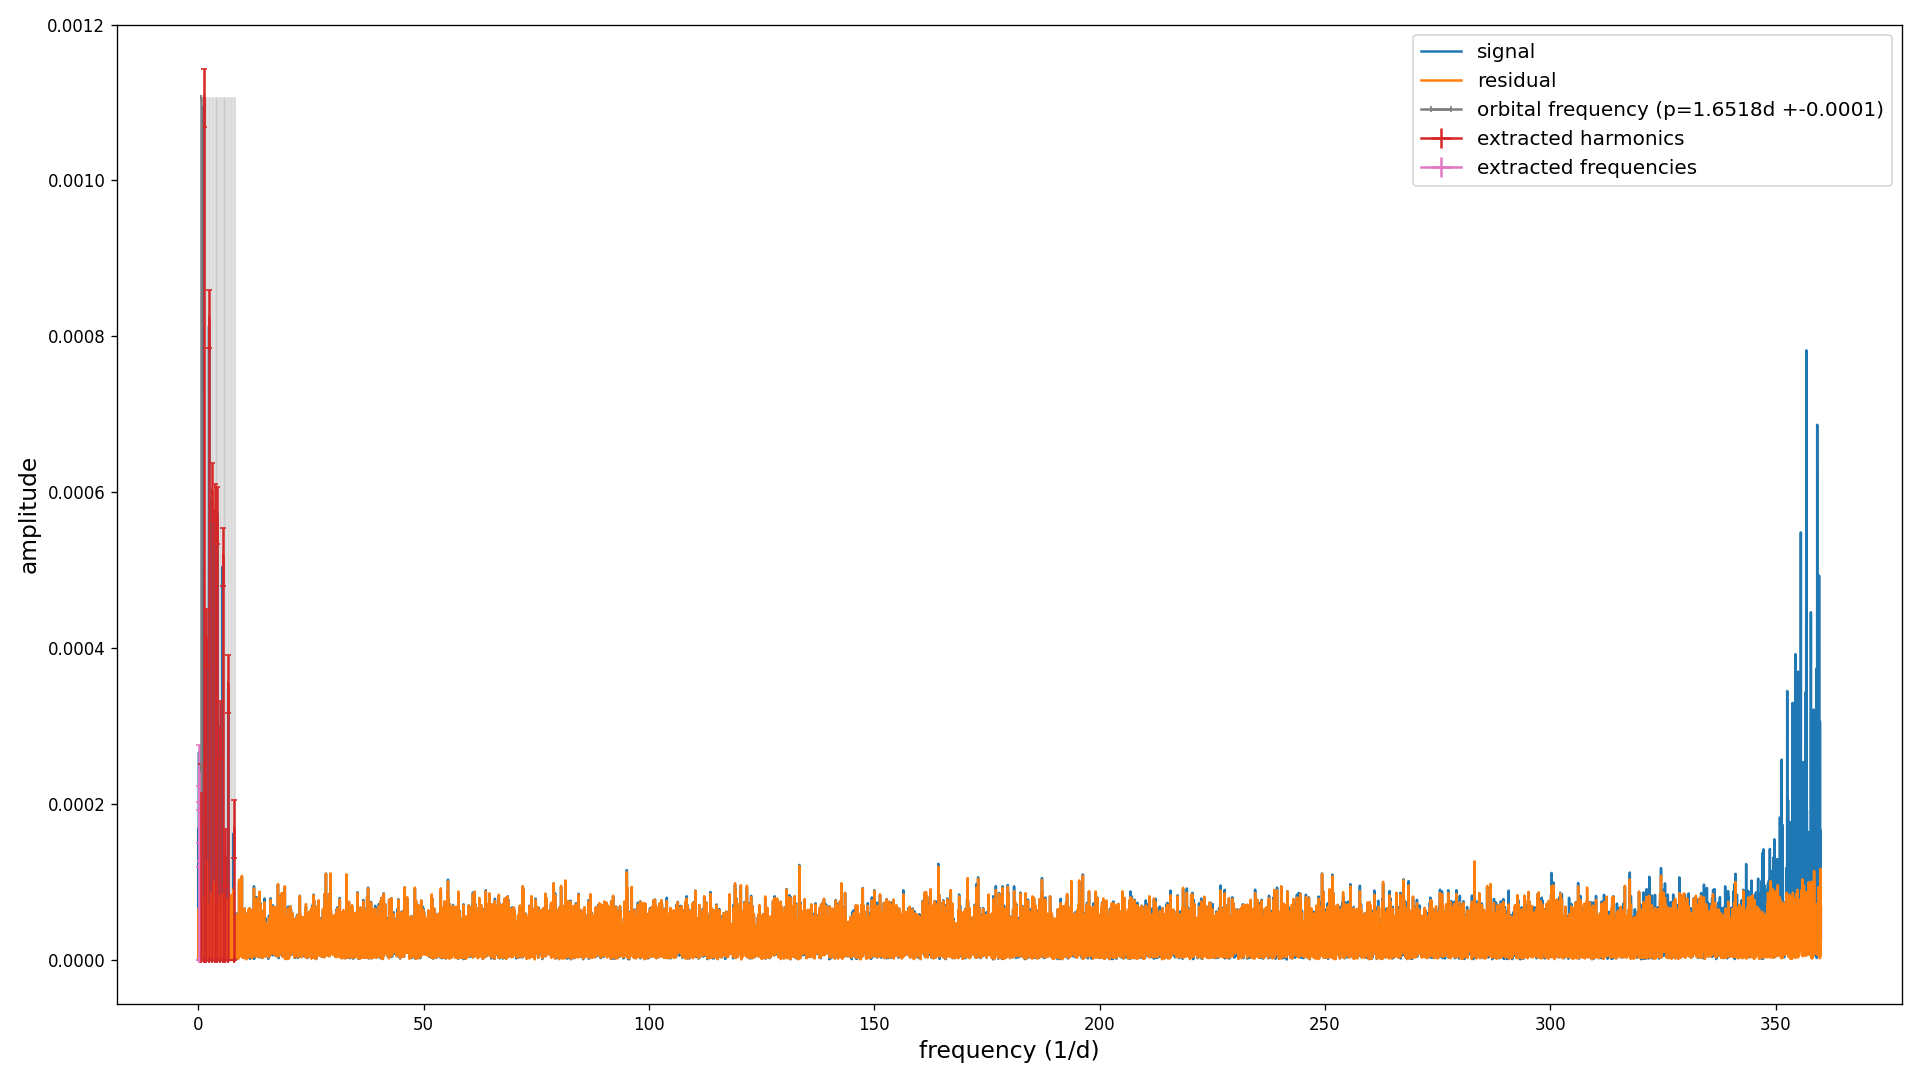 0.0012
0.0010
0.0008
0.0006
0.0004
0.0002
0.0000
amplitude
signal
residual
orbital frequency (p=1.6518d +-0.0001)
extracted harmonics
extracted frequencies
0 50 100 150 200 250 300 350
frequency (1/d)